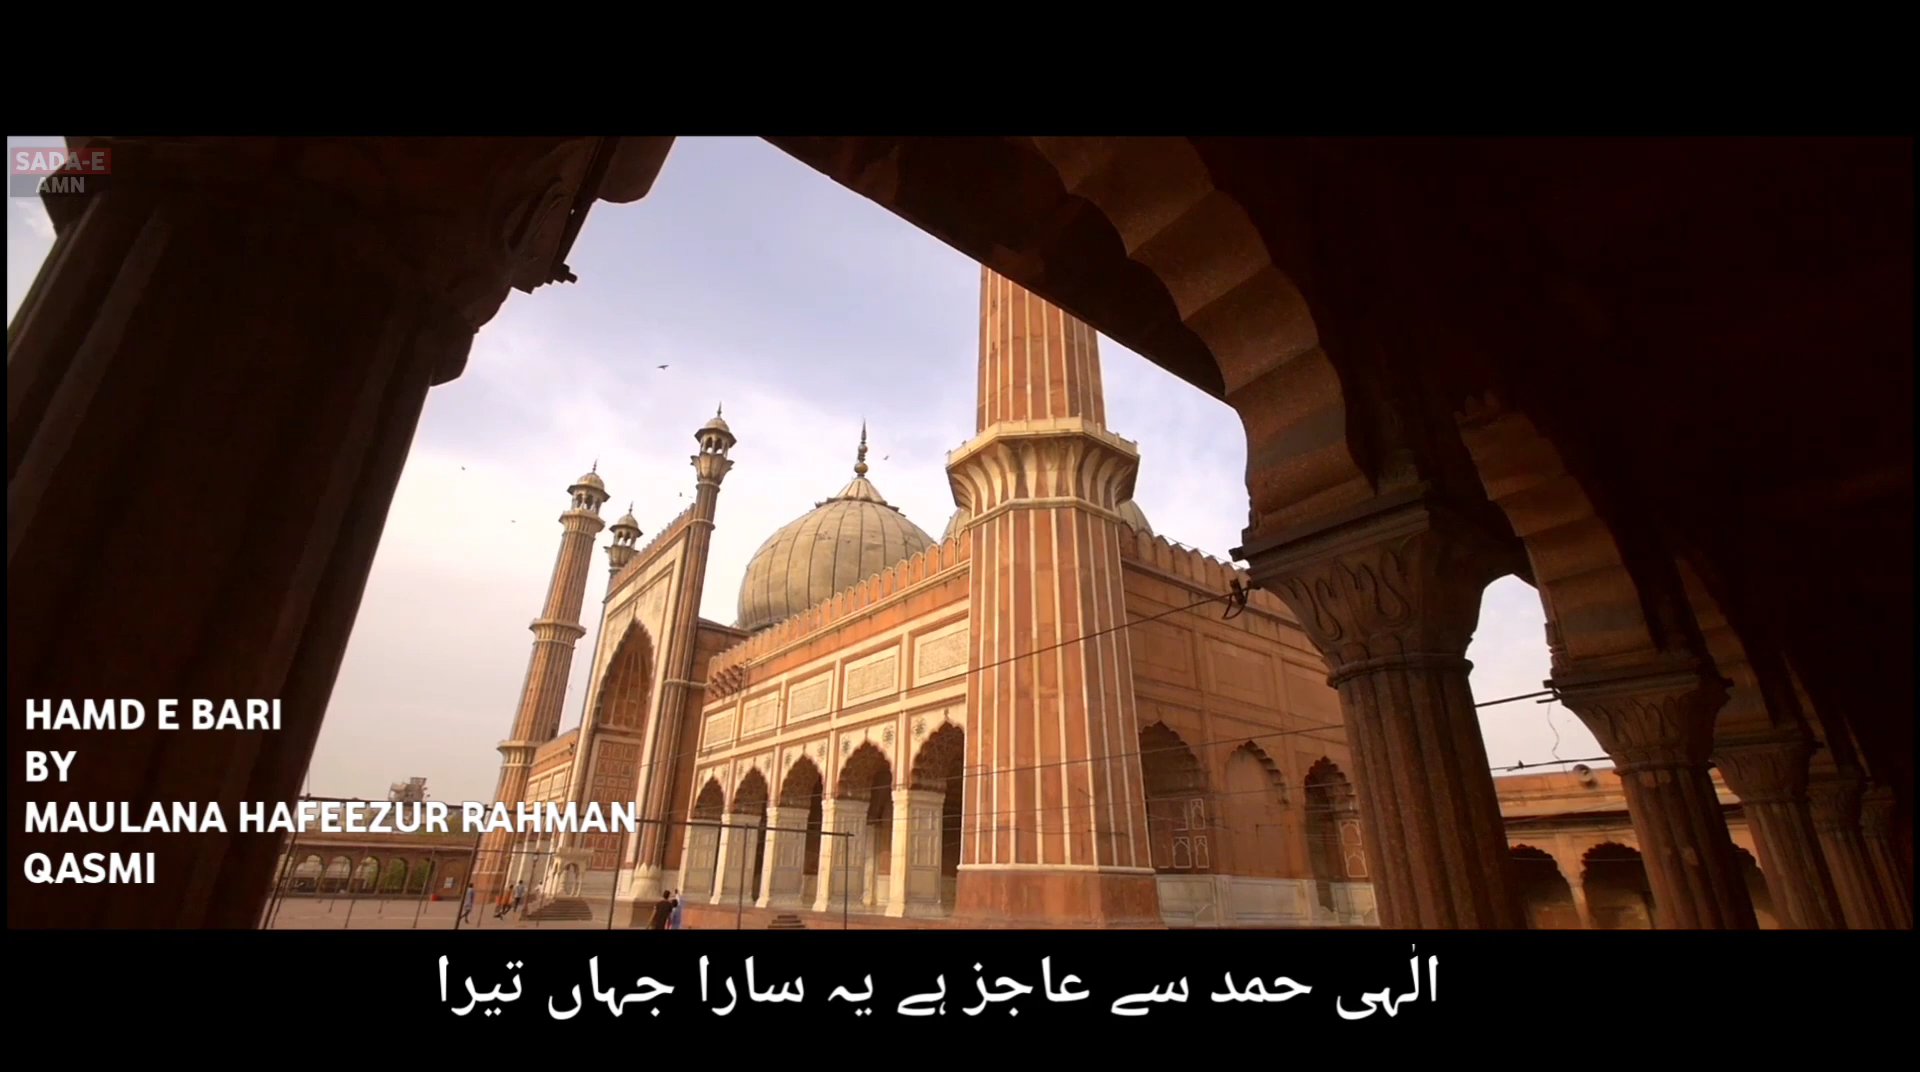 SADA-E
AMN
HAMD E BARI
BY
MAULANA HAFEEZUR RAHMAN
QASMI
الٰہی حمد سے عاجز ہے یہ سارا جہاں تیرا